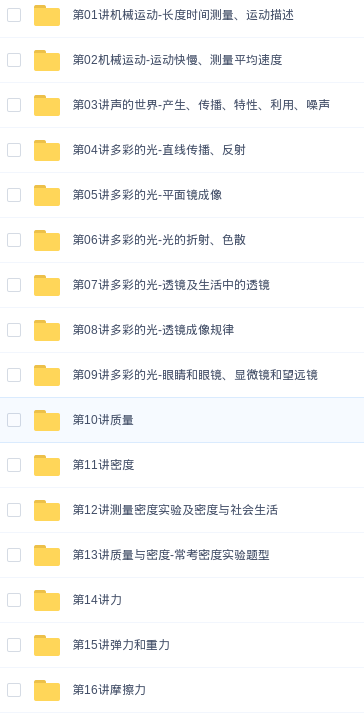 第01讲机械运动-长度时间测量、运动描述
第02机械运动-运动快慢、测量平均速度
第03讲声的世界-产生、传播、特性、利用、噪声
第04讲多彩的光-直线传播、反射
第05讲多彩的光-平面镜成像
第06讲多彩的光-光的折射、色散
第07讲多彩的光-透镜及生活中的透镜
第08讲多彩的光-透镜成像规律
第09讲多彩的光-眼睛和眼镜、显微镜和望远镜
第10讲质量
第11讲密度
第12讲测量密度实验及密度与社会生活
第13讲质量与密度-常考密度实验题型
第14讲力
第15讲弹力和重力
第16讲摩擦力